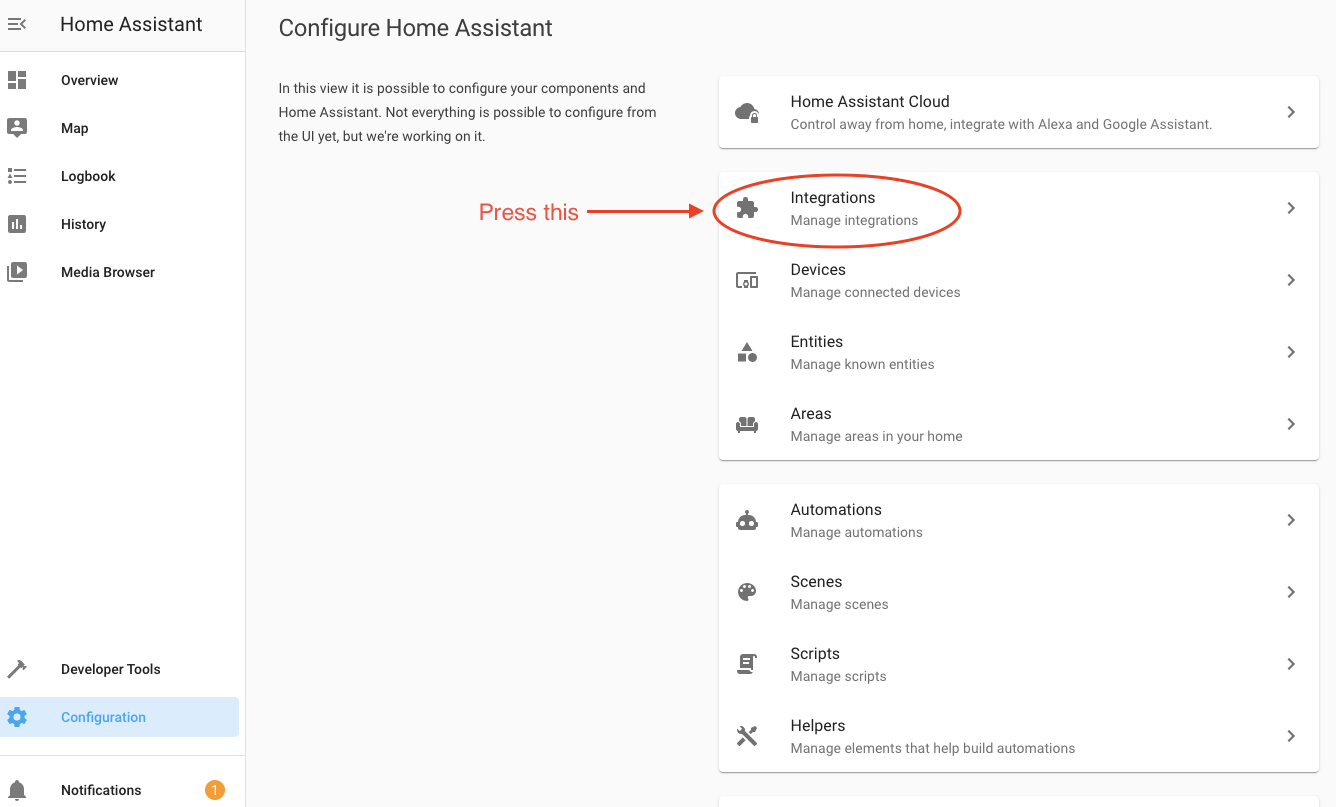 Home Assistant
Overview
Map
Logbook
History
Media Browser
Developer Tools
Configuration
Notifications
1
Configure Home Assistant
In this view it is possible to configure your components and
Home Assistant. Not everything is possible to configure from
the UI yet, but we're working on it.
Press this
Home Assistant Cloud
Control away from home, integrate with Alexa and Google Assistant.
Integrations
Manage integrations
Devices
Manage connected devices
Entities
Manage known entities
Areas
Manage areas in your home
Automations
Manage automations
Scenes
Manage scenes
Scripts
Manage scripts
Helpers
Manage elements that help build automations